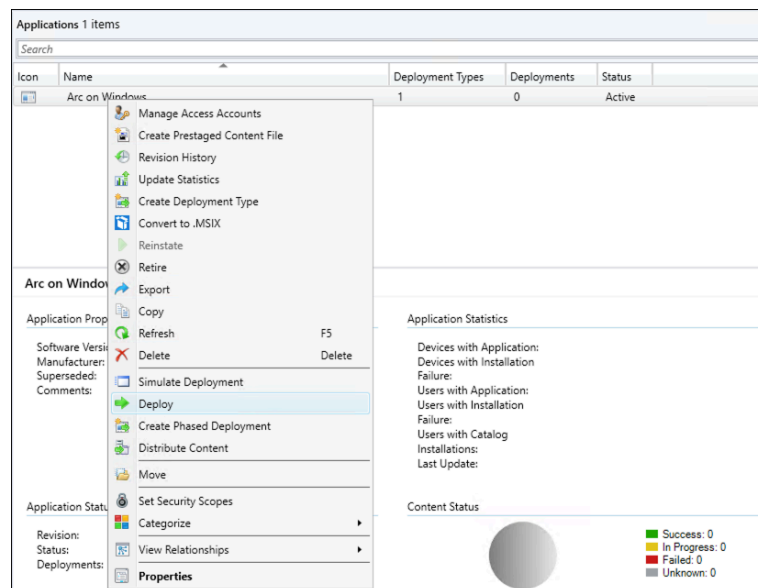 Applications 1 items
Search
Icon Name Deployment Types Deployments Status
Arc on Windows 1 0 Active
Manage Access Accounts
Create Prestaged Content File
Revision History
Update Statistics
Create Deployment Type
Convert to .MSIX
Reinstate
Retire
Export
Copy
Refresh F5
Delete Delete
Simulate Deployment
Deploy
Create Phased Deployment
Distribute Content
Move
Set Security Scopes
Categorize
View Relationships
Properties
Arc on Window
Application Prop
Software Versi
Manufacturer:
Superseded:
Comments:
Application Statistics
Devices with Application:
Devices with Installation
Failure:
Users with Application:
Users with Installation
Failure:
Users with Catalog
Installations:
Last Update:
Application Statu
Revision:
Status:
Deployments:
Content Status
Success: 0
In Progress: 0
Failed: 0
Unknown: 0